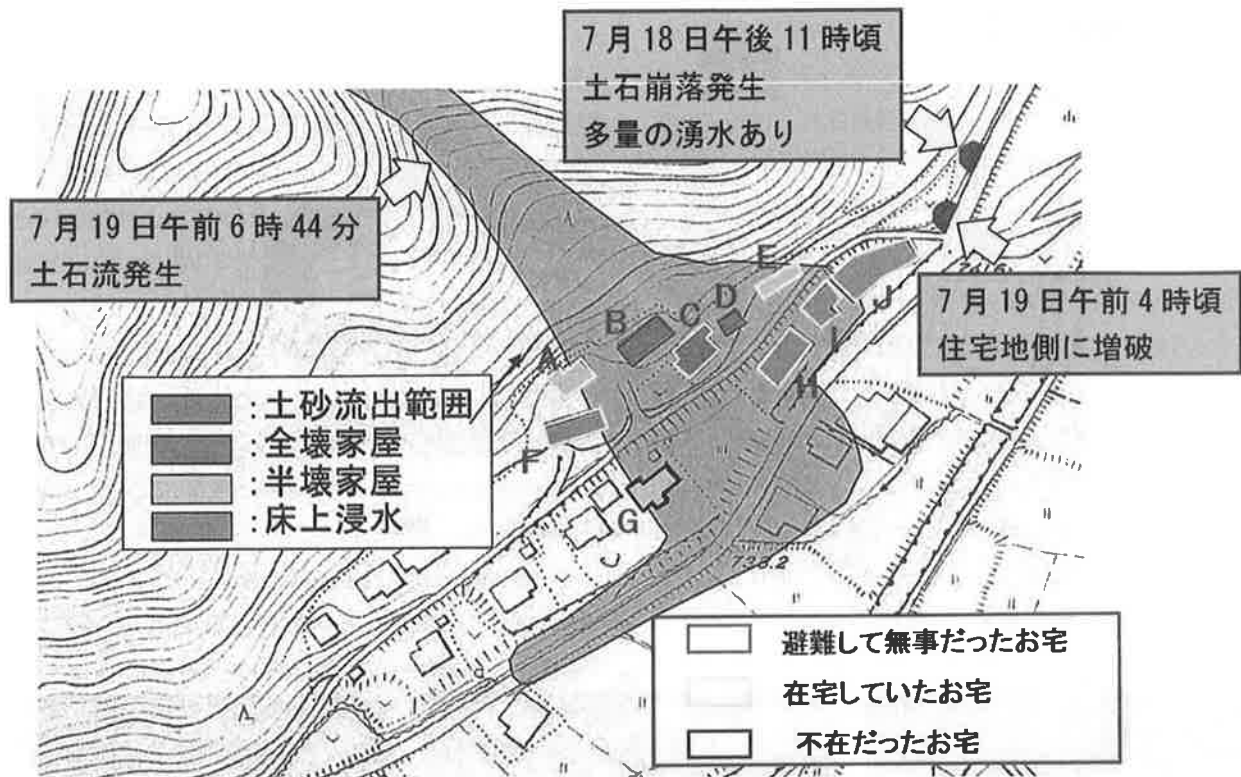 7月18日午後11時頃
土石崩落発生
多量の湧水あり
7月19日午前6時44分
土石流発生
7月19日午前4時頃
住宅地側に増破
A
B
C
D
E
F
G
H
I
J
:土砂流出範囲
:全壊家屋
:半壊家屋
:床上浸水
733.2
避難して無事だったお宅
在宅していたお宅
不在だったお宅